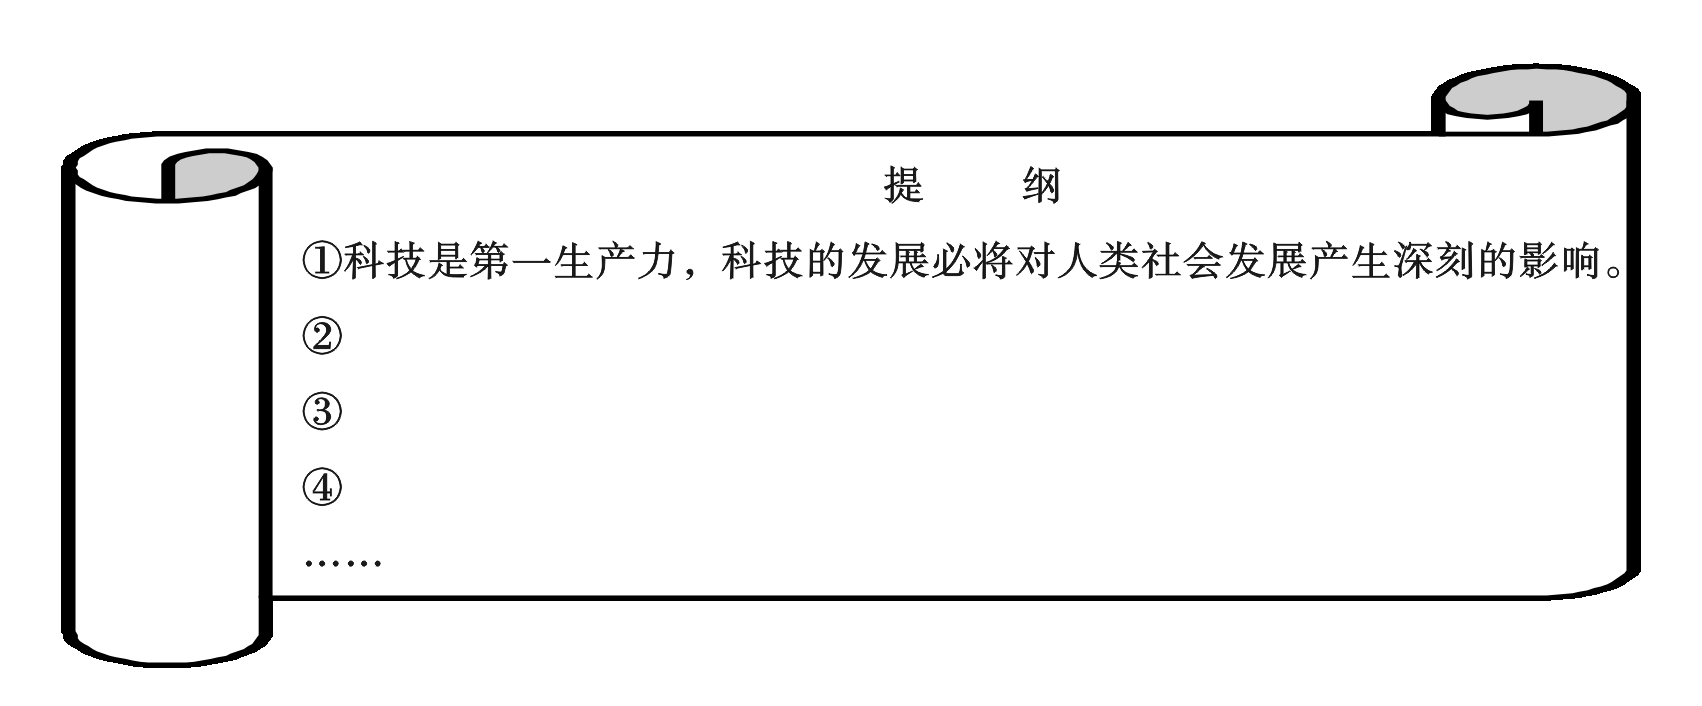 提 纲
①科技是第一生产力，科技的发展必将对人类社会发展产生深刻的影响。
②
③
④
……